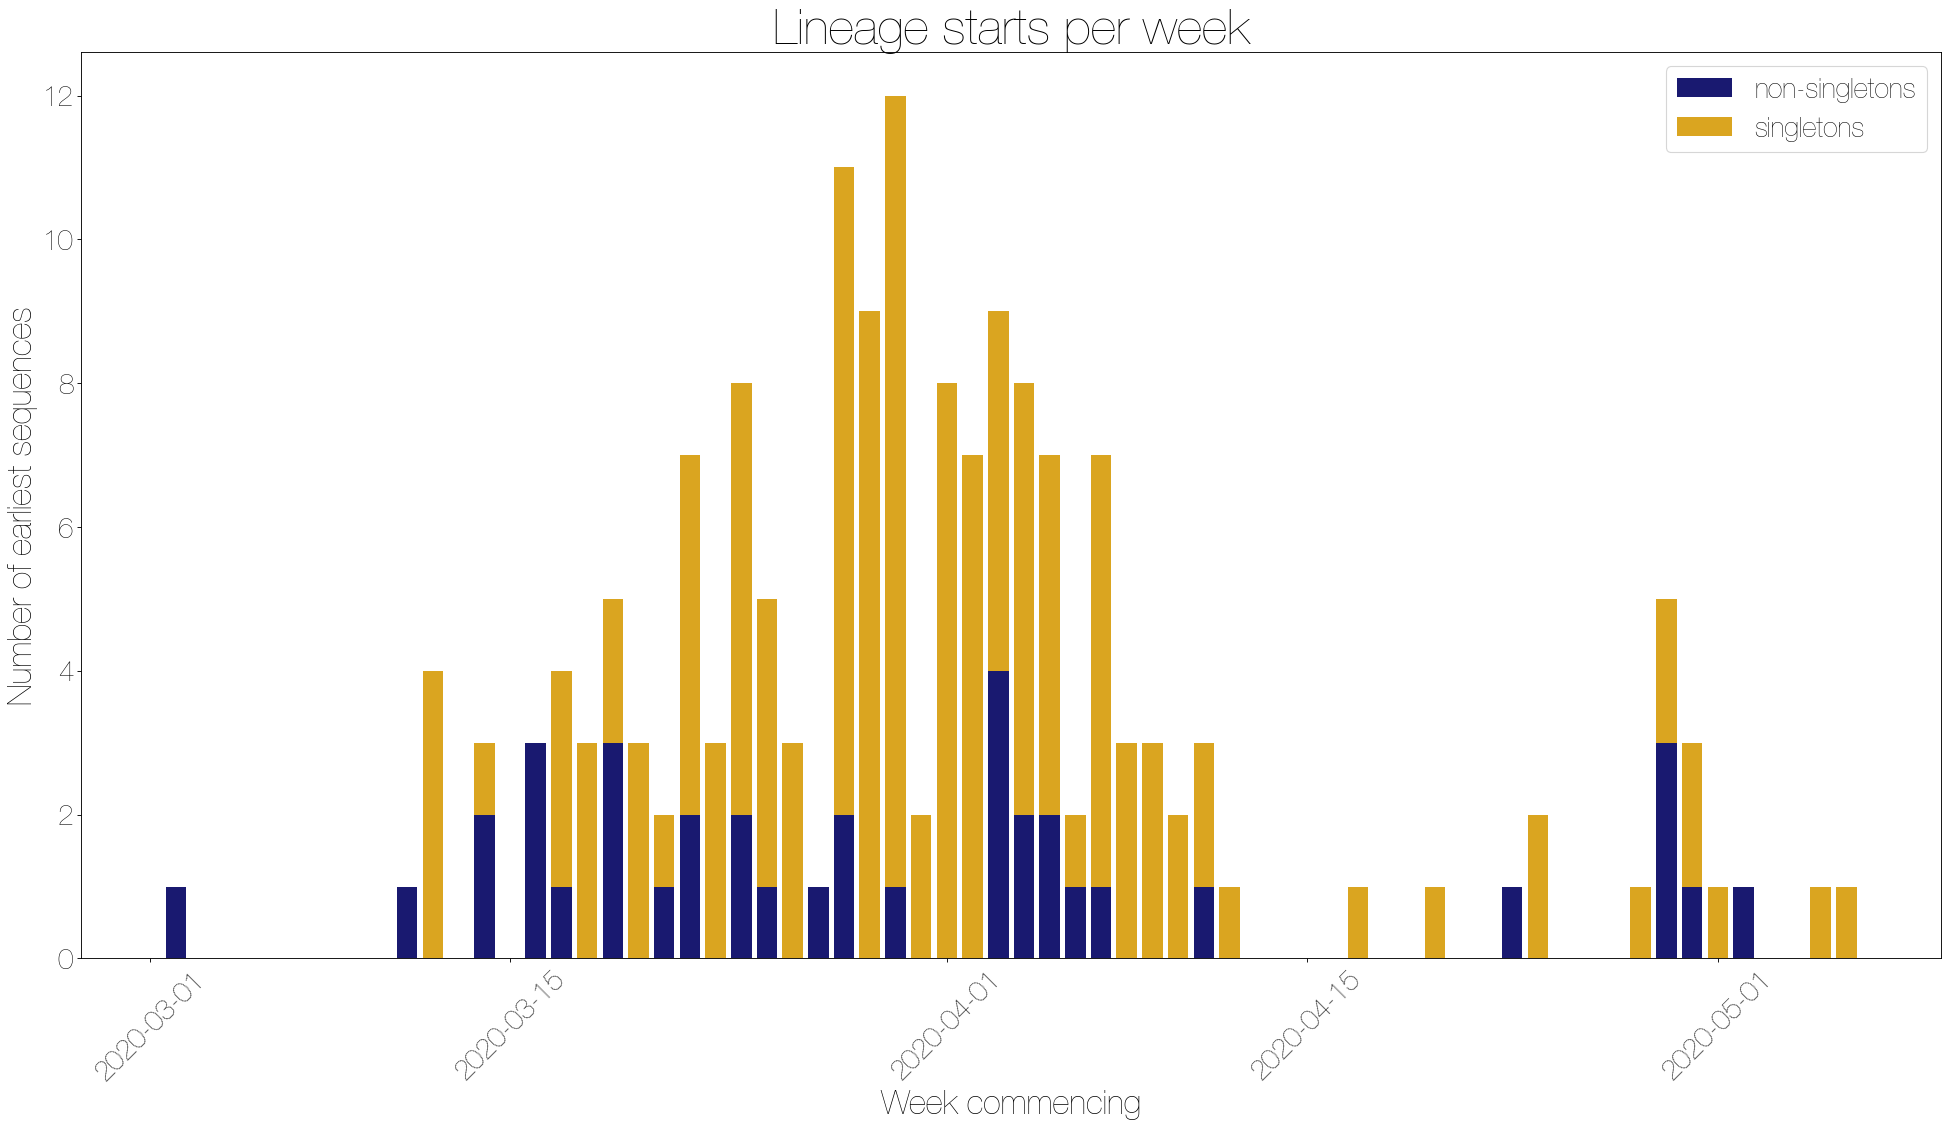 Lineage starts per week
non-singletons
singletons
Number of earliest sequences
12
10
8
6
4
2
0
2020-03-01
2020-03-15
2020-04-01
2020-04-15
2020-05-01
Week commencing